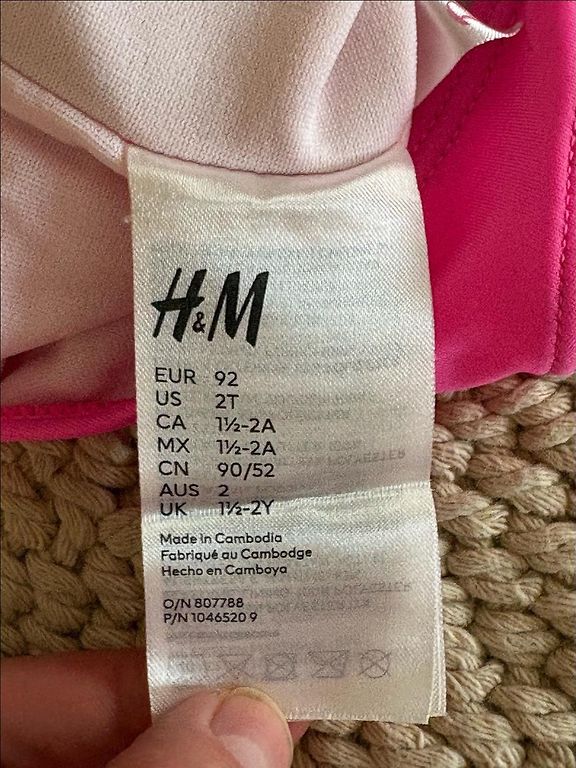 H&M
EUR 92
US 2T
CA 1½-2A
MX 1½-2A
CN 90/52
AUS 2
UK 1½-2Y
Made in Cambodia
Fabriqué au Cambodge
Hecho en Camboya
O/N 807788
P/N 1046520 9